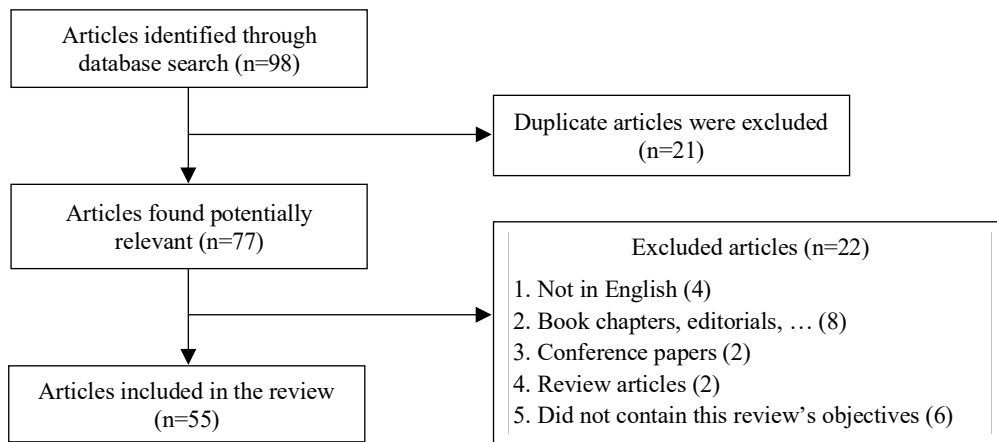 Articles identified through
database search (n=98)
Duplicate articles were excluded
(n=21)
Articles found potentially
relevant (n=77)
Excluded articles (n=22)
1. Not in English (4)
2. Book chapters, editorials, … (8)
3. Conference papers (2)
4. Review articles (2)
5. Did not contain this review’s objectives (6)
Articles included in the review
(n=55)